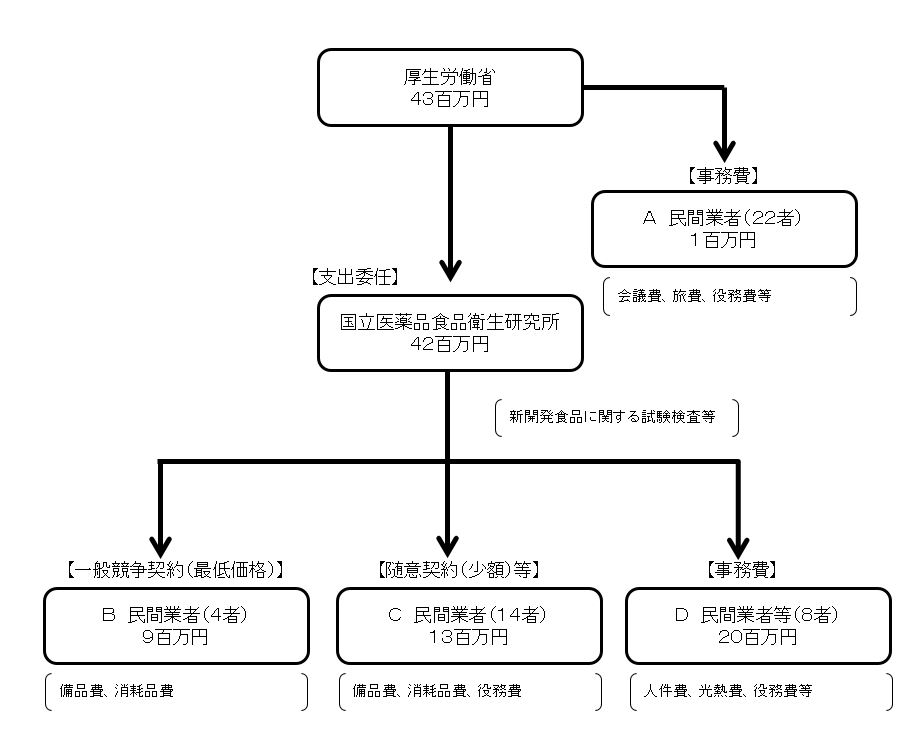 厚生労働省
43百万円
【事務費】
A　民間業者（22者）
1百万円
会議費、旅費、役務費等
【支出委任】
国立医薬品食品衛生研究所
42百万円
新開発食品に関する試験検査等
【一般競争契約（最低価格）】
B　民間業者（4者）
9百万円
備品費、消耗品費
【随意契約（少額）等】
C　民間業者（14者）
13百万円
備品費、消耗品費、役務費
【事務費】
D　民間業者等（8者）
20百万円
人件費、光熱費、役務費等